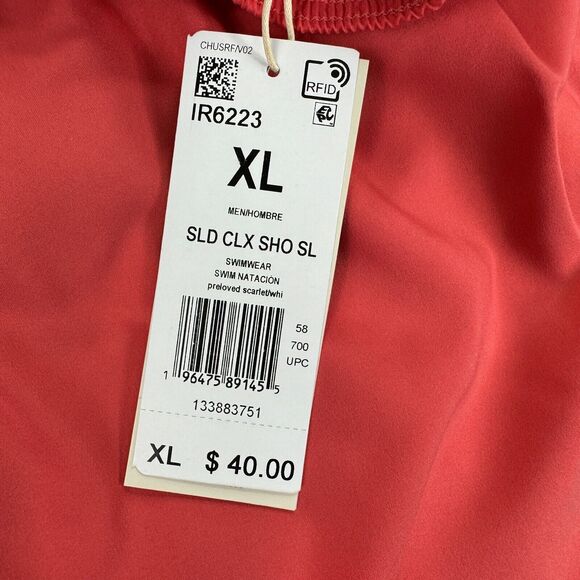 CHUSRF/V02
RFID
IR6223
XL
MEN/HOMBRE
SLD CLX SHO SL
SWIMWEAR
SWIM NATACIÓN
preloved scarlet/whi
58
700
UPC
1 96475 89145 5
133883751
XL $ 40.00